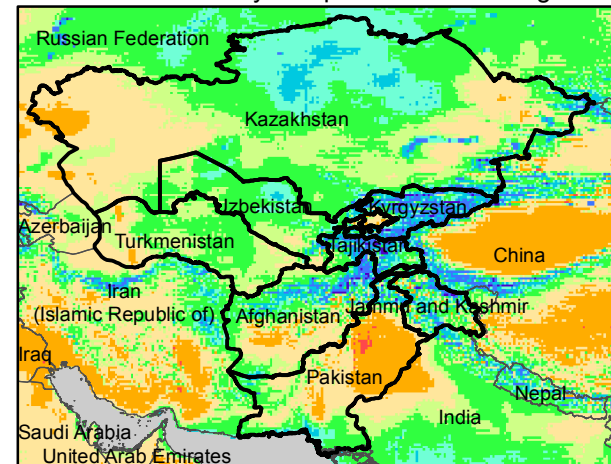 Russian Federation
Kazakhstan
Uzbekistan
Kyrgyzstan
Azerbaijan
Turkmenistan
Tajikistan
China
Iran
(Islamic Republic of)
Afghanistan
Jammu and Kashmir
Iraq
Pakistan
Nepal
India
Saudi Arabia
United Arab Emirates